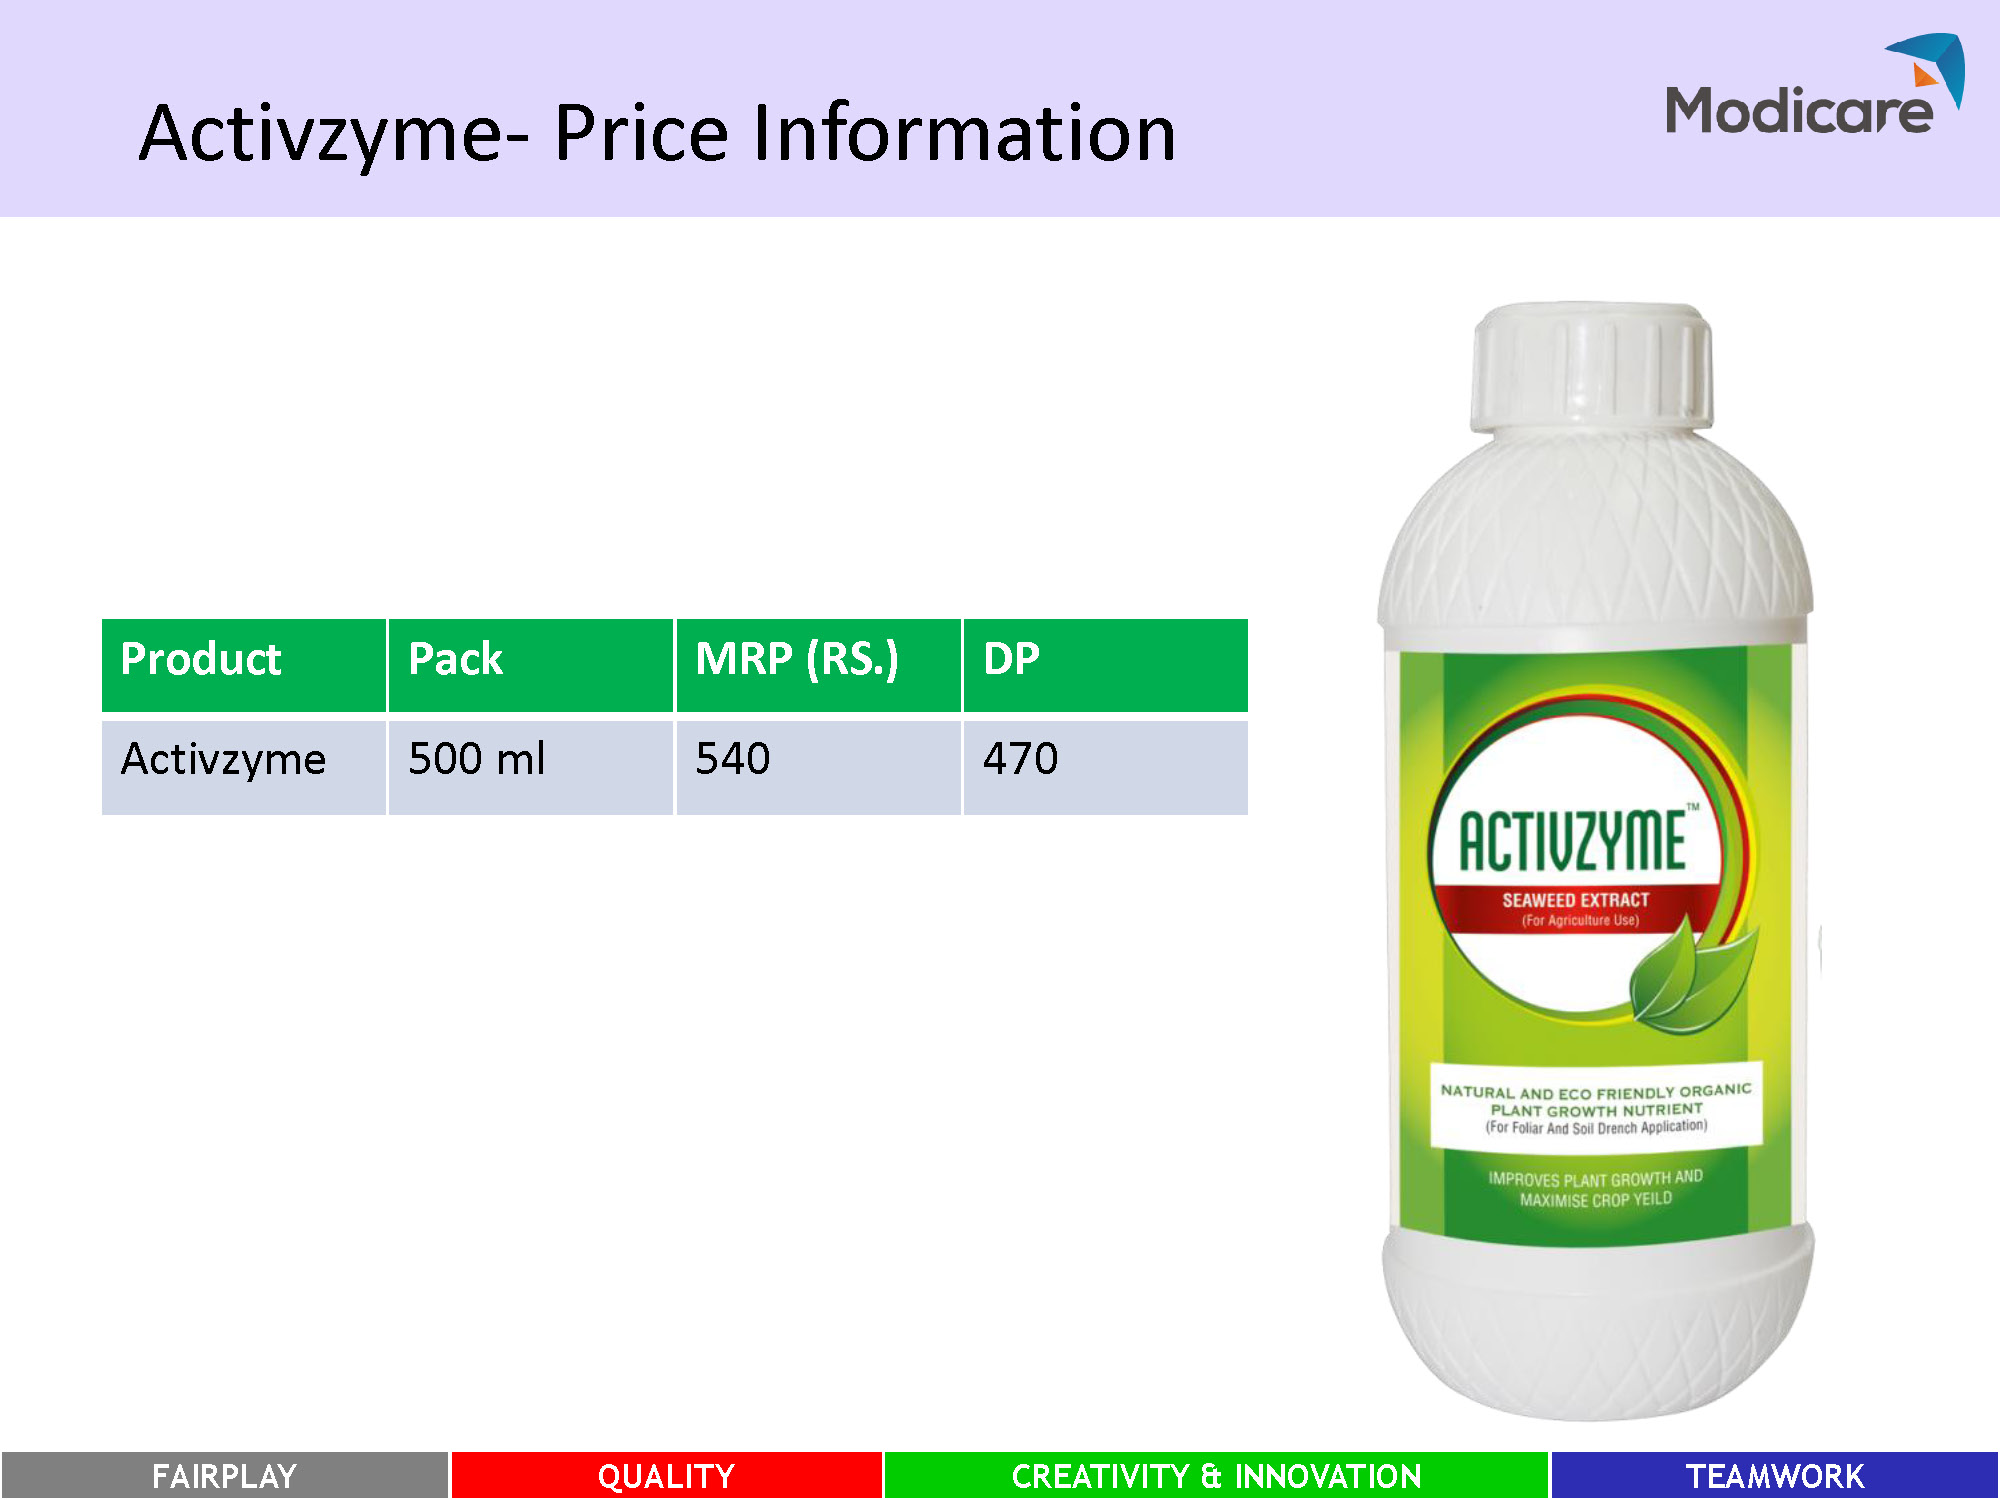 Activzyme- Price Information
Modicare
Product Pack MRP (RS.) DP
Activzyme 500 ml 540 470
ACTIVZYME™
SEAWEED EXTRACT
(For Agriculture Use)
NATURAL AND ECO FRIENDLY ORGANIC
PLANT GROWTH NUTRIENT
(For Foliar And Soil Drench Application)
IMPROVES PLANT GROWTH AND
MAXIMISE CROP YEILD
FAIRPLAY QUALITY CREATIVITY & INNOVATION TEAMWORK